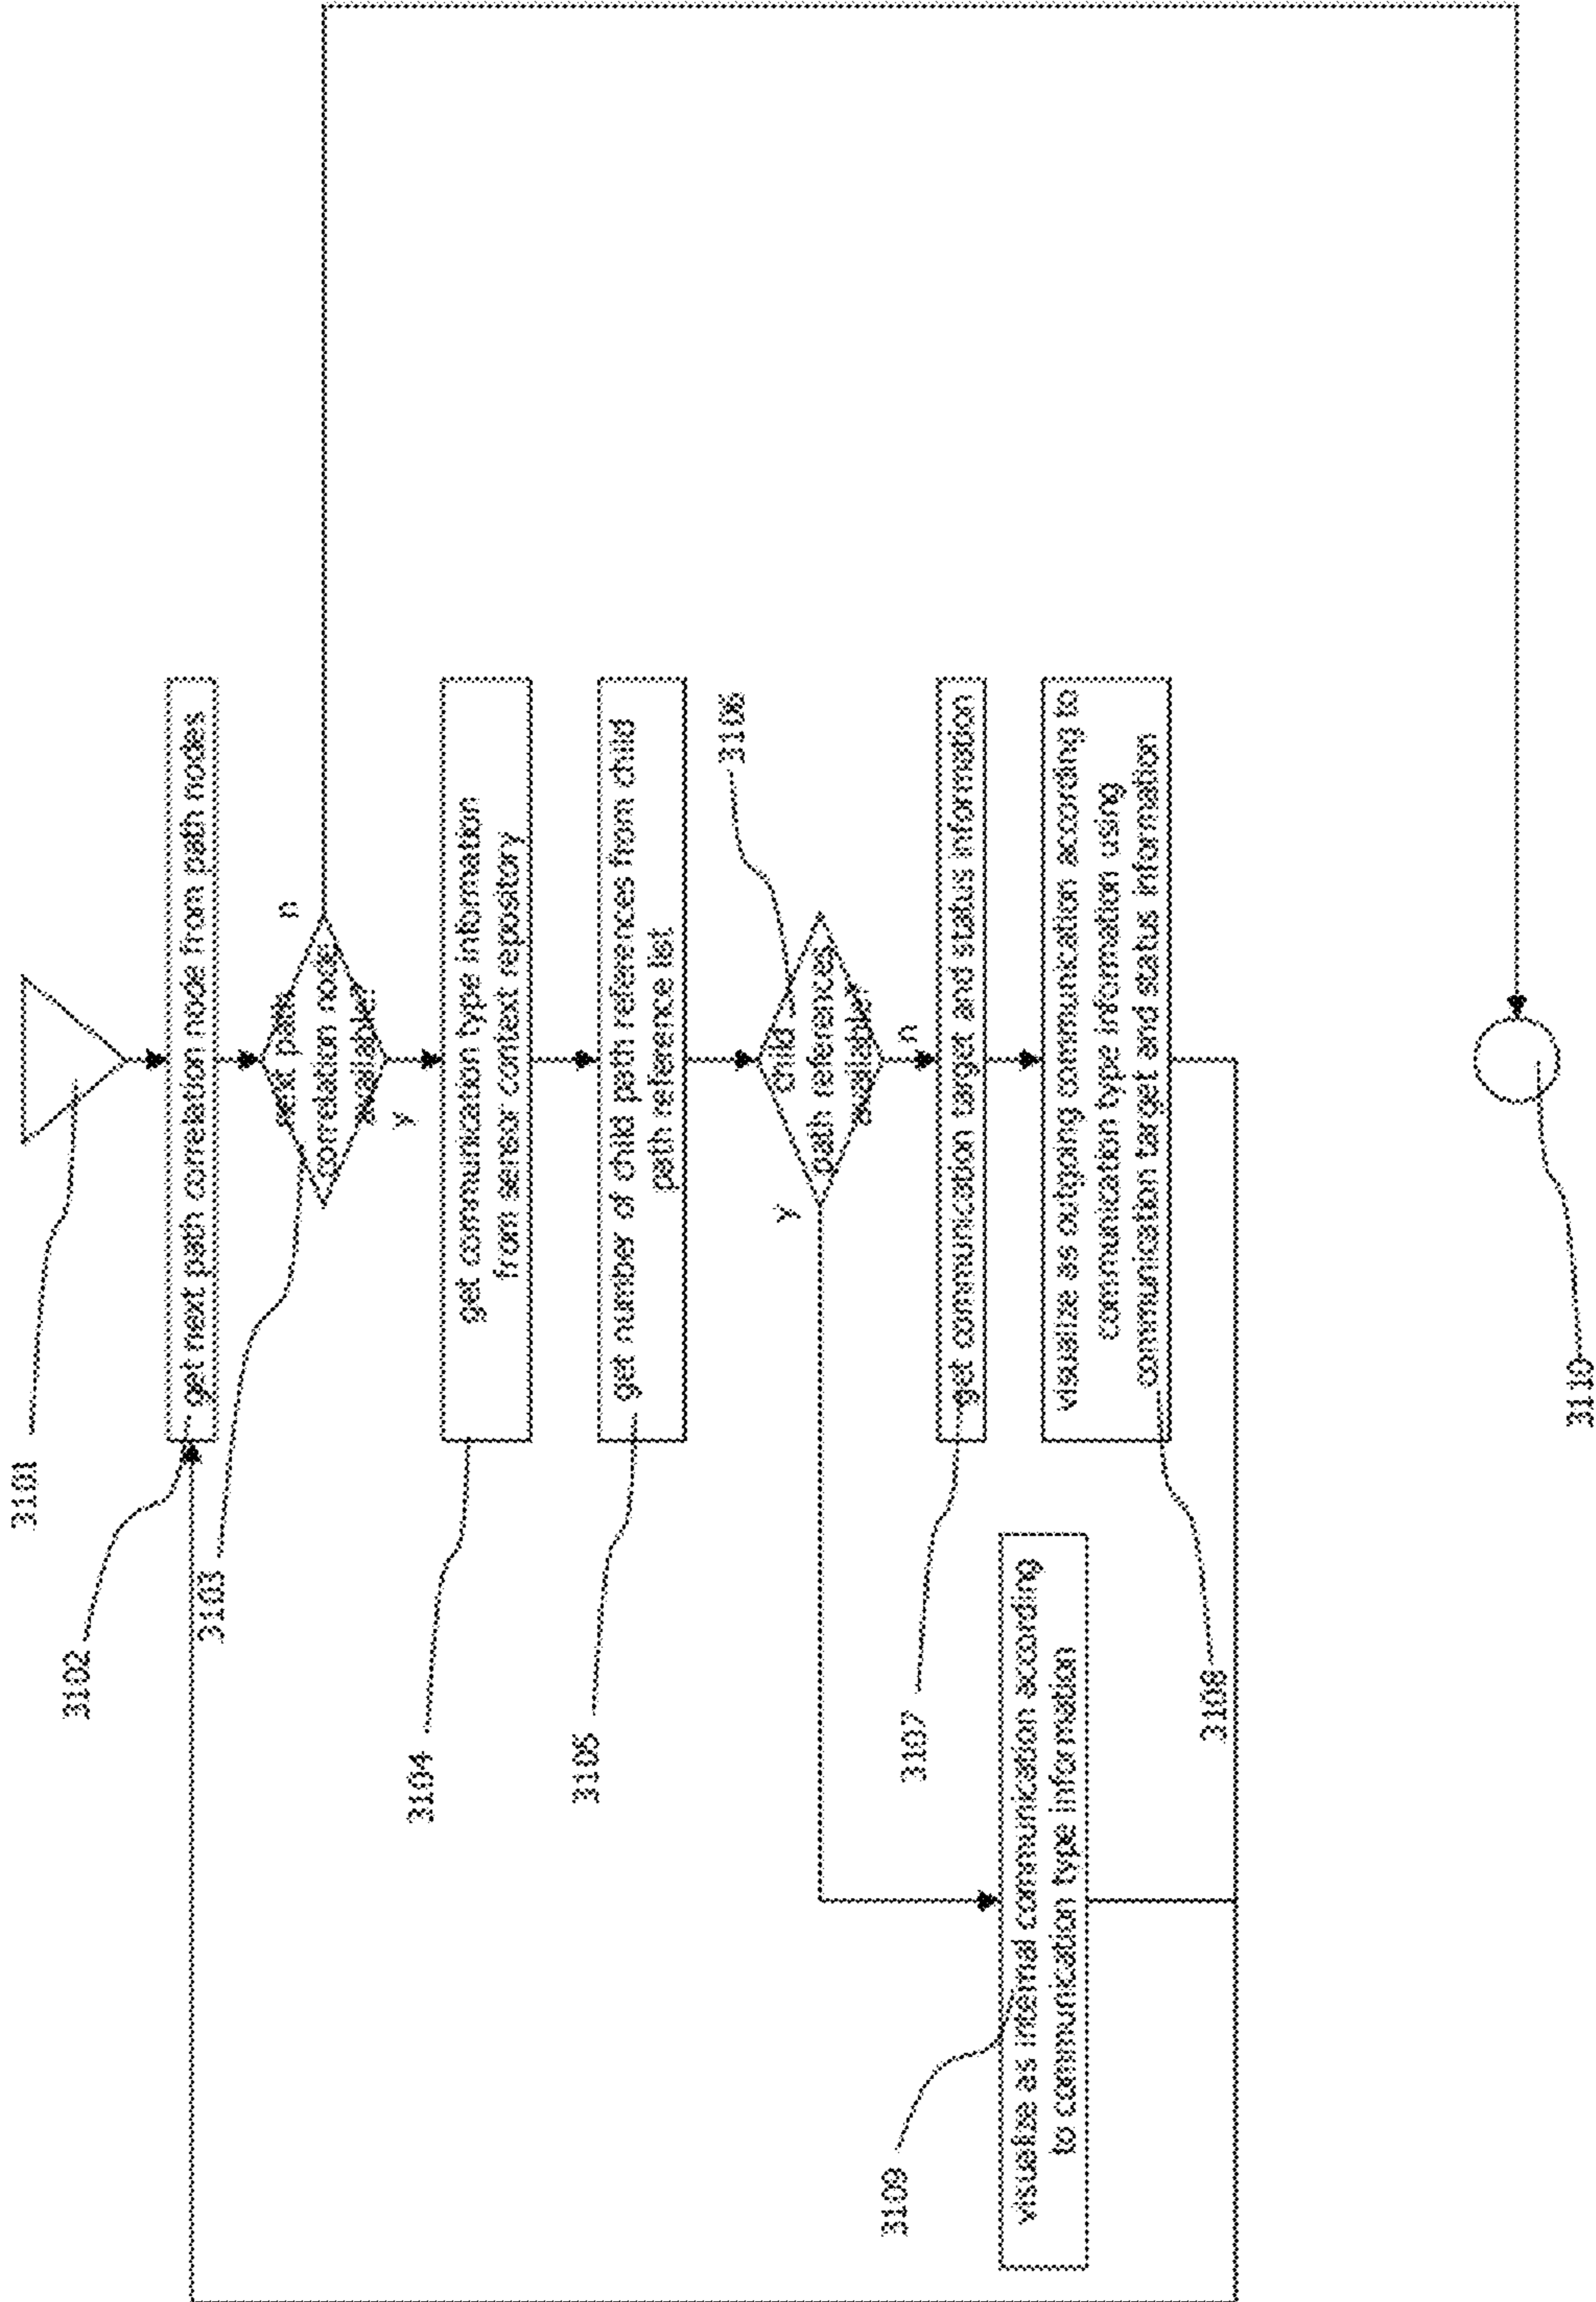 3101
3102
get next path correlation node from path nodes
3103
next path
correlation node
available?
n
y
3104
get communication type information
from sensor context repository
3105
get number of child path references from child
path reference list
3106
child
path references
available?
y
n
3107
get communication target and status information
visualize as outgoing communication according to
communication type information using
communication target and status information
3108
3109
visualize as internal communication according
to communication type information
3110